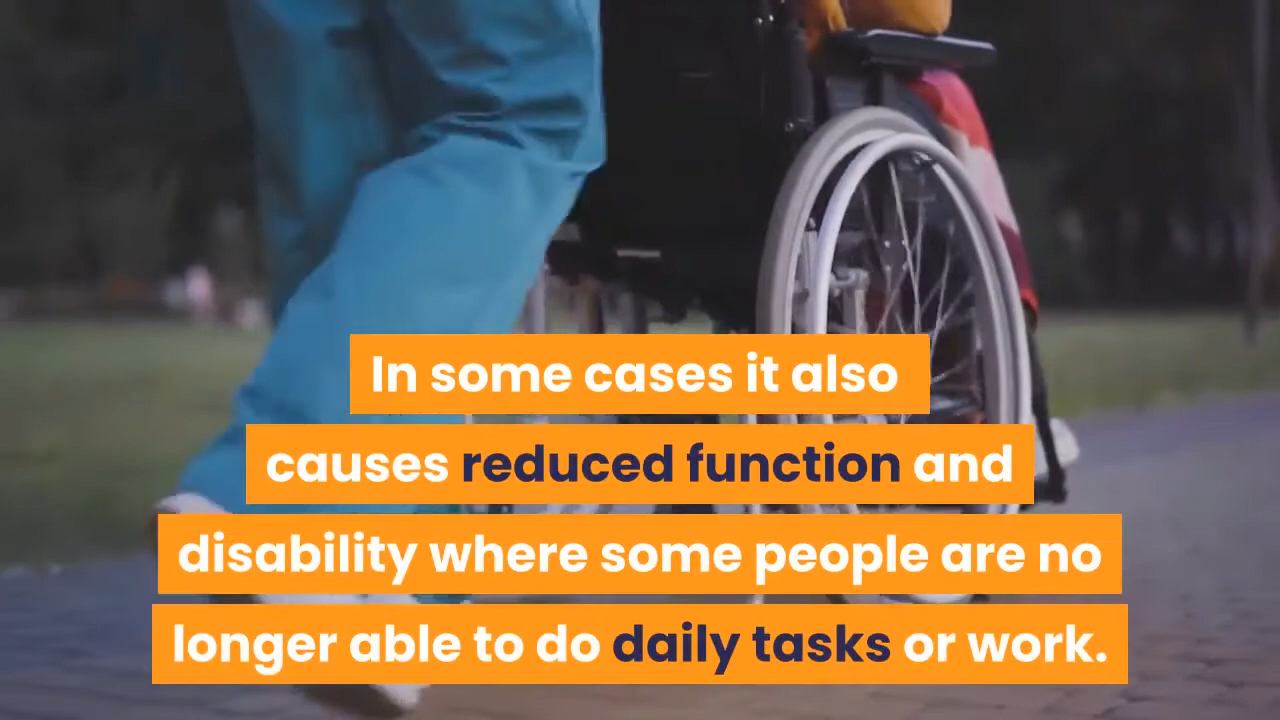 In some cases it also
causes reduced function and
disability where some people are no
longer able to do daily tasks or work.